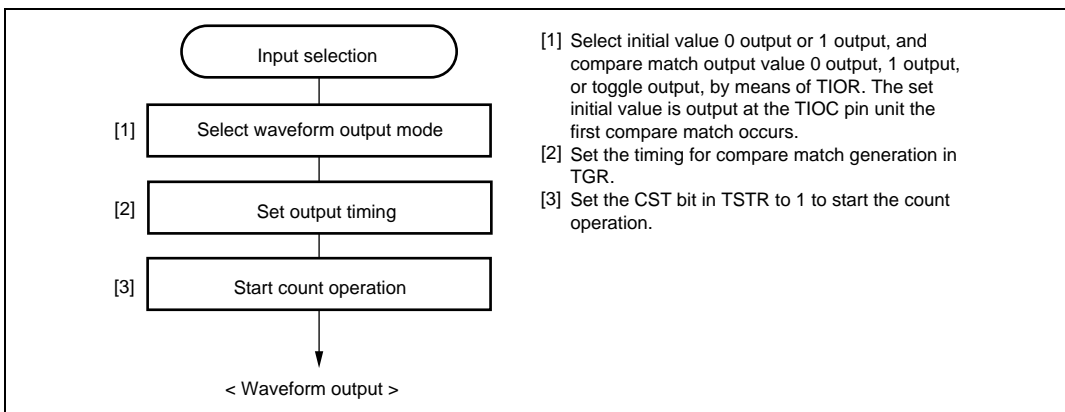 Input selection
[1] Select waveform output mode
[2] Set output timing
[3] Start count operation
< Waveform output >
[1] Select initial value 0 output or 1 output, and
compare match output value 0 output, 1 output,
or toggle output, by means of TIOR. The set
initial value is output at the TIOC pin unit the
first compare match occurs.
[2] Set the timing for compare match generation in
TGR.
[3] Set the CST bit in TSTR to 1 to start the count
operation.